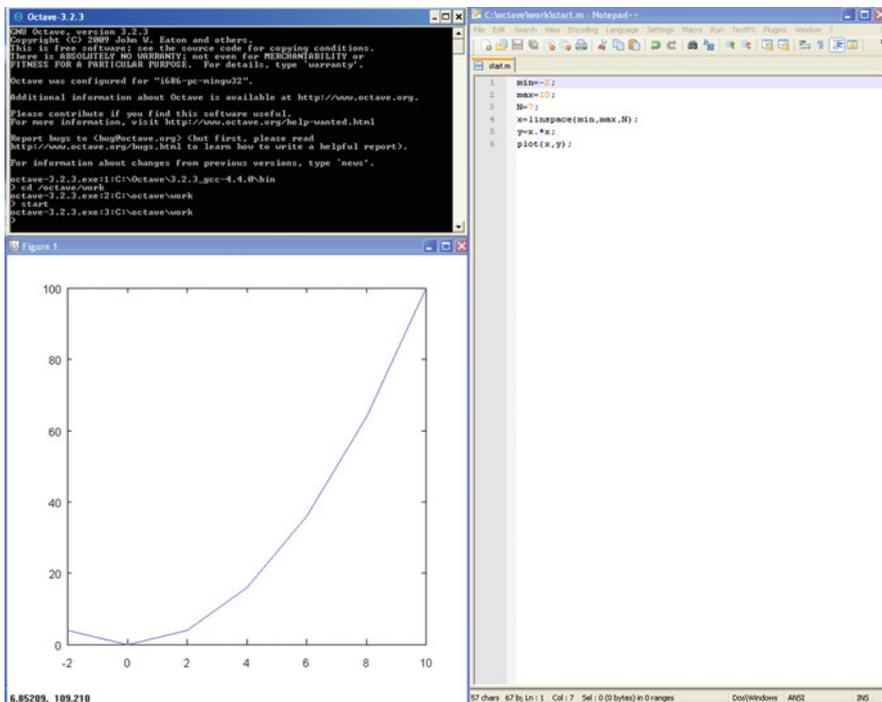 Octave-3.2.3
GNU Octave, version 3.2.3
Copyright (C) 2009 John W. Eaton and others.
This is free software; see the source code for copying conditions.
There is ABSOLUTELY NO WARRANTY; not even for MERCHANTABILITY or
FITNESS FOR A PARTICULAR PURPOSE.  For details, type `warranty'.
Octave was configured for "i686-pc-mingw32".
Additional information about Octave is available at http://www.octave.org.
Please contribute if you find this software useful.
For more information, visit http://www.octave.org/help-wanted.html
Report bugs to <bug@octave.org> (but first, please read
http://www.octave.org/bugs.html to learn how to write a helpful report).
For information about changes from previous versions, type `news'.
octave-3.2.3.exe:1:C:\Octave\3.2.3_gcc-4.4.0\bin
> cd /octave/work
octave-3.2.3.exe:2:C:\octave\work
> start
octave-3.2.3.exe:3:C:\octave\work
>
Figure 1
100
80
60
40
20
0
-2 0 2 4 6 8 10
6.85209, 109.210
C:\octave\work\start.m - Notepad++
File Edit Search View Encoding Language Settings Macro Run TextFX Plugins Window ?
start.m
1 min=-2;
2 max=10;
3 N=7;
4 x=linspace(min,max,N);
5 y=x.*x;
6 plot(x,y);
57 chars 67 by Ln : 1 Col : 7 Sel : 0 (0 bytes) in 0 ranges Dos\Windows ANSI INS